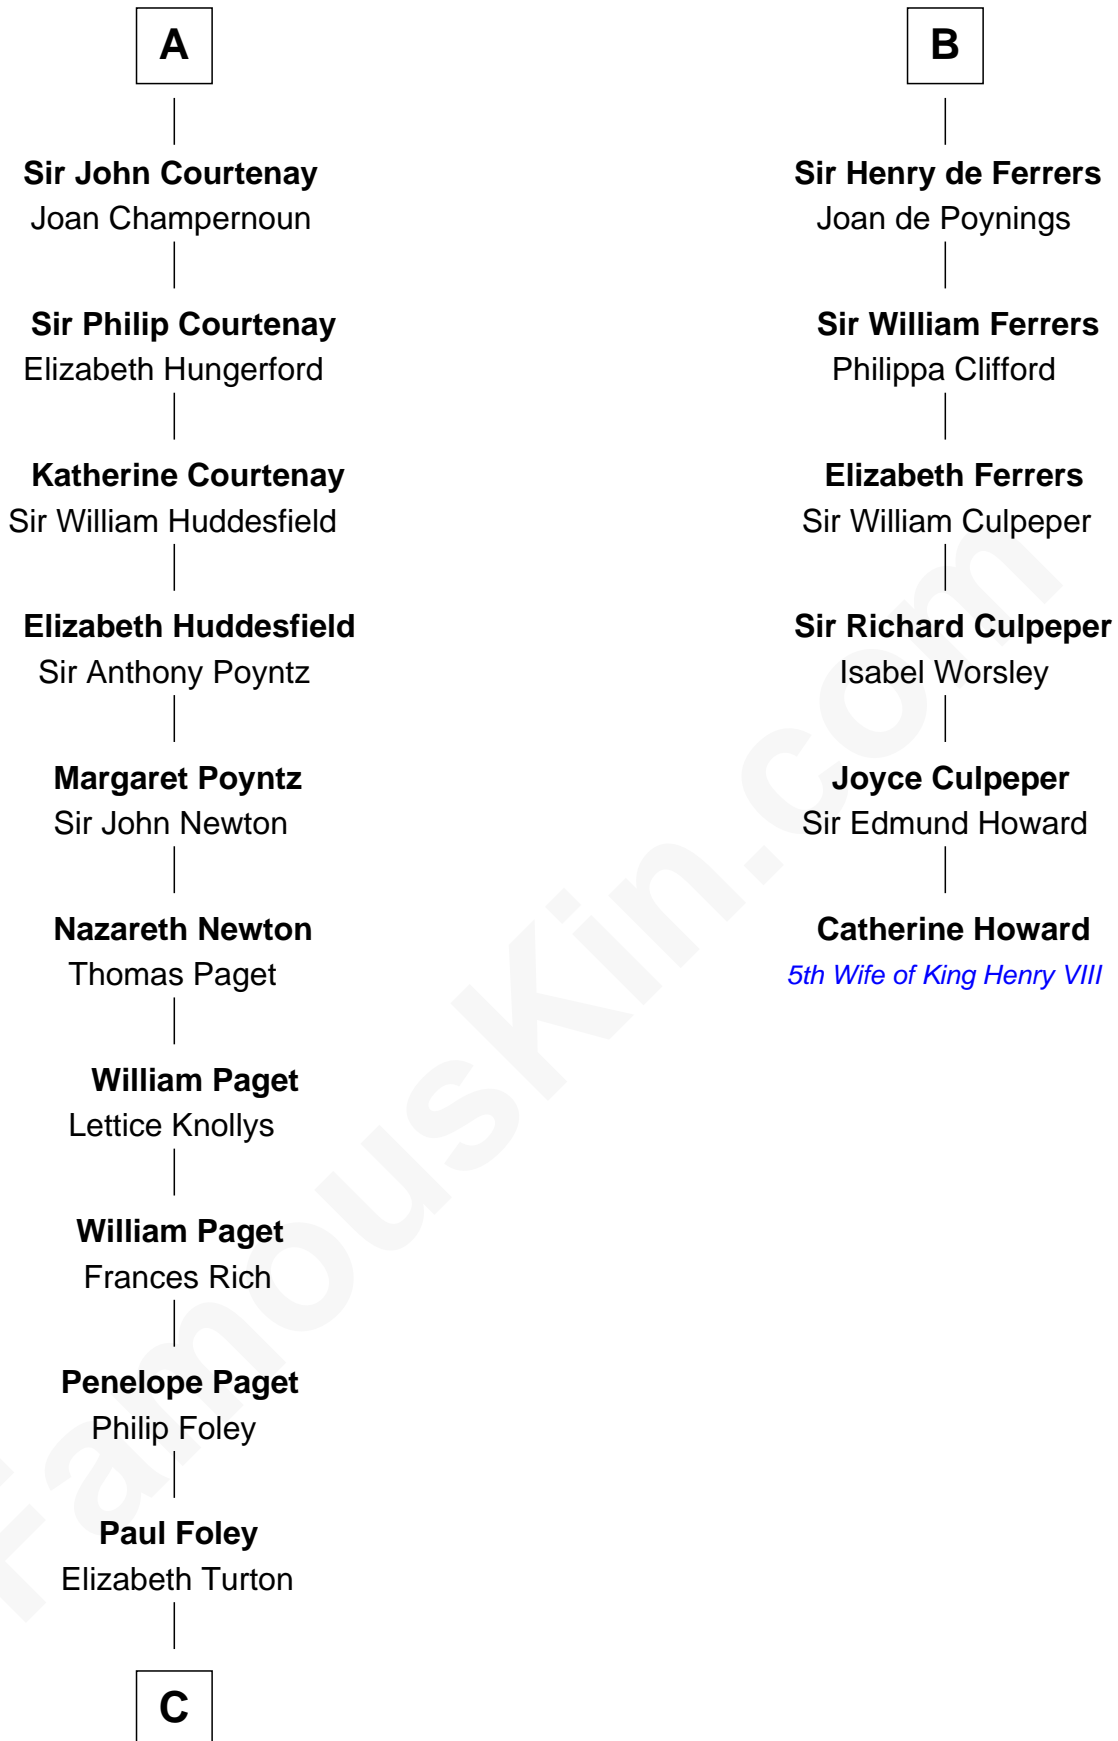 A
Sir John Courtenay
Joan Champernoun
Sir Philip Courtenay
Elizabeth Hungerford
Katherine Courtenay
Sir William Huddesfield
Elizabeth Huddesfield
Sir Anthony Poyntz
Margaret Poyntz
Sir John Newton
Nazareth Newton
Thomas Paget
William Paget
Lettice Knollys
William Paget
Frances Rich
Penelope Paget
Philip Foley
Paul Foley
Elizabeth Turton
C
B
Sir Henry de Ferrers
Joan de Poynings
Sir William Ferrers
Philippa Clifford
Elizabeth Ferrers
Sir William Culpeper
Sir Richard Culpeper
Isabel Worsley
Joyce Culpeper
Sir Edmund Howard
Catherine Howard
5th Wife of King Henry VIII
FamousKin.com